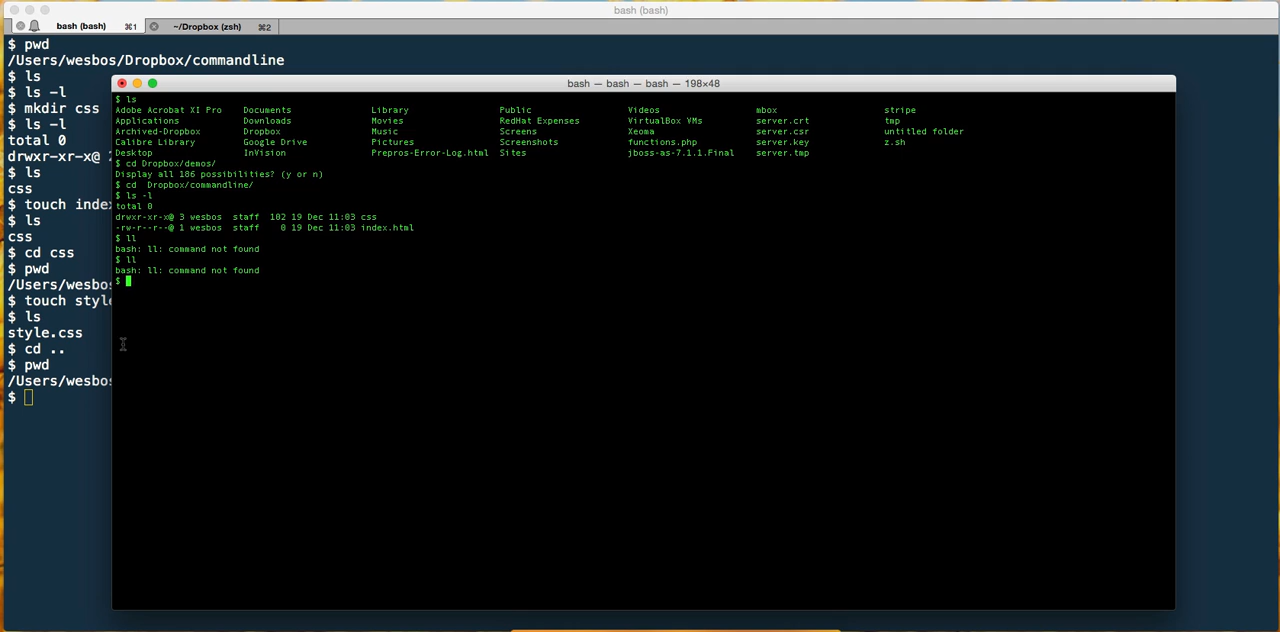 bash (bash)
bash (bash) ⌘1 ~/Dropbox (zsh) ⌘2
$ pwd
/Users/wesbos/Dropbox/commandline
$ ls
$ ls -l
$ mkdir css
$ ls -l
total 0
drwxr-xr-x@
$ ls
css
$ touch
$ ls
css
$ cd css
$ pwd
$ touch
$ ls
style.css
$ cd ..
$ pwd
$
bash — bash — bash — 198×48
$ ls
Adobe Acrobat XI Pro Documents Library Public Videos mbox stripe
Applications Downloads Movies RedHat Expenses VirtualBox VMs server.crt tmp
Archived-Dropbox Dropbox Music Screens Xeoma server.csr untitled folder
Calibre Library Google Drive Pictures Screenshots functions.php server.key z.sh
Desktop InVision Prepros-Error-Log.html Sites jboss-as-7.1.1.Final server.tmp
$ cd Dropbox/demos/
Display all 186 possibilities? (y or n)
$ cd  Dropbox/commandline/
$ ls -l
total 0
drwxr-xr-x@ 3 wesbos  staff  102 19 Dec 11:03 css
-rw-r--r--@ 1 wesbos  staff    0 19 Dec 11:03 index.html
$ ll
bash: ll: command not found
$ ll
bash: ll: command not found
$